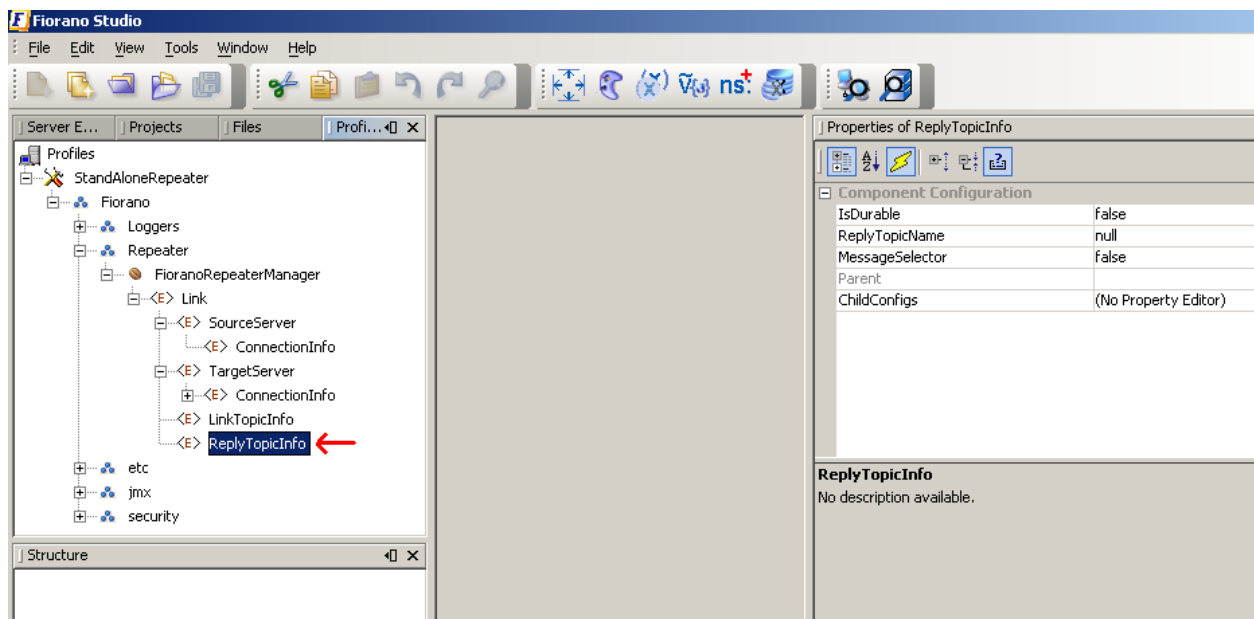 Fiorano Studio
File Edit View Tools Window Help
ns:
Server E... Projects Files Profi...
Profiles
StandAloneRepeater
Fiorano
Loggers
Repeater
FioranoRepeaterManager
<E> Link
<E> SourceServer
<E> ConnectionInfo
<E> TargetServer
<E> ConnectionInfo
<E> LinkTopicInfo
<E> ReplyTopicInfo
etc
jmx
security
Structure
Properties of ReplyTopicInfo
Component Configuration
IsDurable false
ReplyTopicName null
MessageSelector false
Parent
ChildConfigs (No Property Editor)
ReplyTopicInfo
No description available.